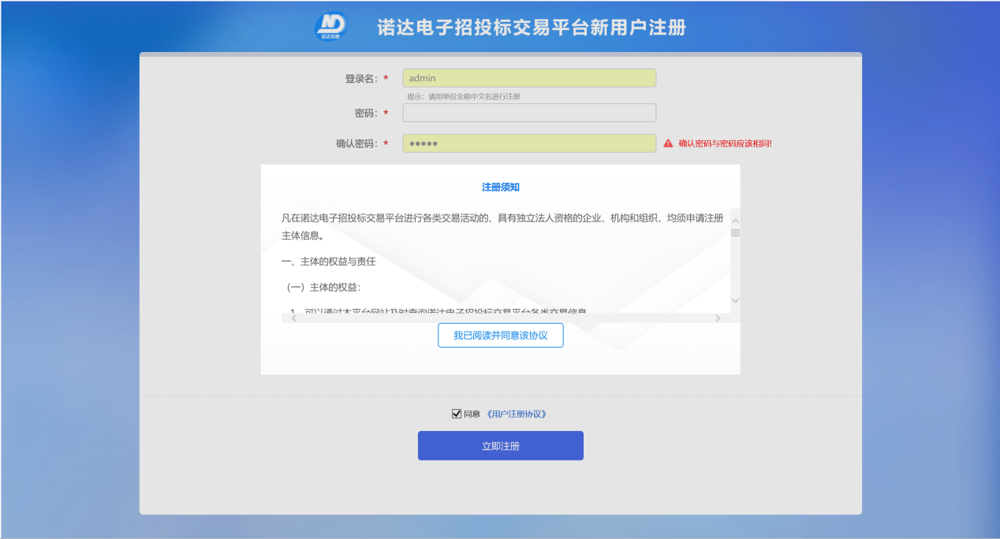 诺达信息
诺达电子招投标交易平台新用户注册
登录名：* admin
提示：请用单位全称中文名进行注册
密码：*
确认密码：* ●●●●● 确认密码与密码应该相同!
注册须知
凡在诺达电子招投标交易平台进行各类交易活动的、具有独立法人资格的企业、机构和组织，均须申请注册
主体信息。
一、主体的权益与责任
（一）主体的权益：
1、可以通过本平台网站及时查询诺达电子招投标交易平台各类交易信息
我已阅读并同意该协议
同意 《用户注册协议》
立即注册